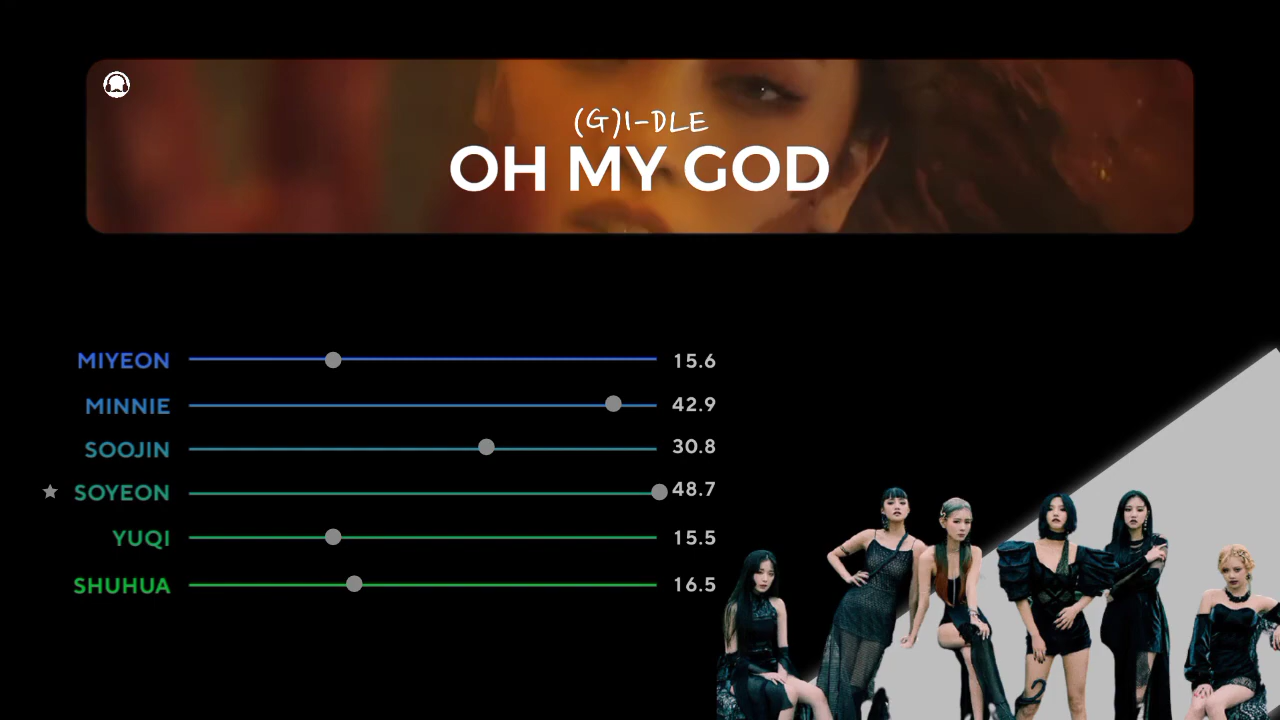 (G)I-DLE
OH MY GOD
MIYEON 15.6
MINNIE 42.9
SOOJIN 30.8
SOYEON 48.7
YUQI 15.5
SHUHUA 16.5